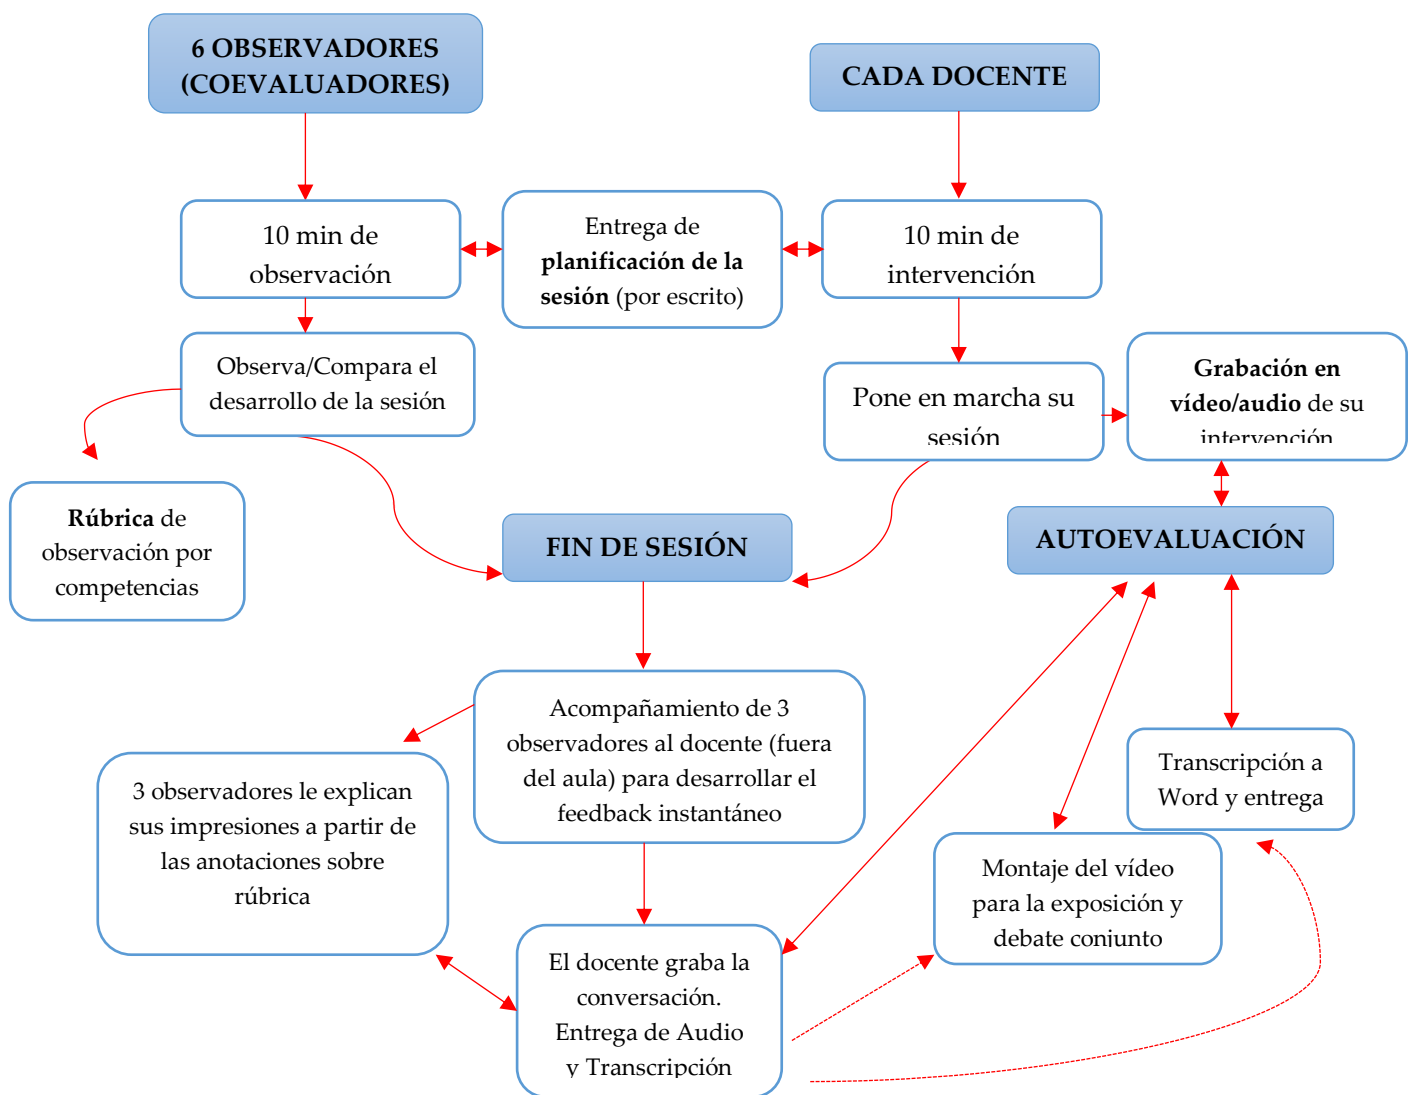 6 OBSERVADORES
(COEVALUADORES)
CADA DOCENTE
10 min de
observación
Entrega de
planificación de la
sesión (por escrito)
10 min de
intervención
Observa/Compara el
desarrollo de la sesión
Pone en marcha su
sesión
Grabación en
vídeo/audio de su
intervención
Rúbrica de
observación por
competencias
FIN DE SESIÓN
AUTOEVALUACIÓN
Acompañamiento de 3
observadores al docente (fuera
del aula) para desarrollar el
feedback instantáneo
3 observadores le explican
sus impresiones a partir de
las anotaciones sobre
rúbrica
Transcripción a
Word y entrega
Montaje del vídeo
para la exposición y
debate conjunto
El docente graba la
conversación.
Entrega de Audio
y Transcripción